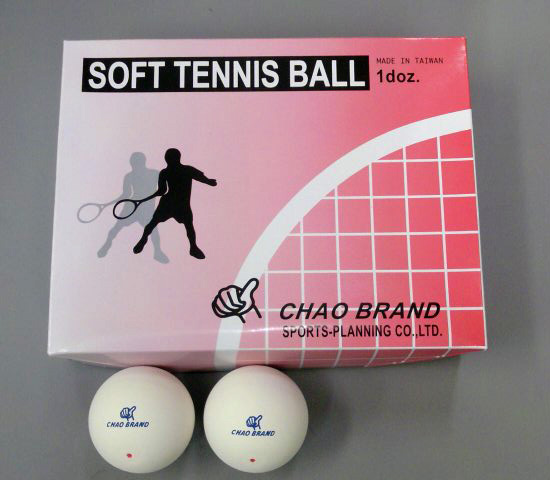 SOFT TENNIS BALL
MADE IN TAIWAN
1doz.
CHAO BRAND
SPORTS-PLANNING CO.,LTD.
CHAO BRAND
CHAO BRAND